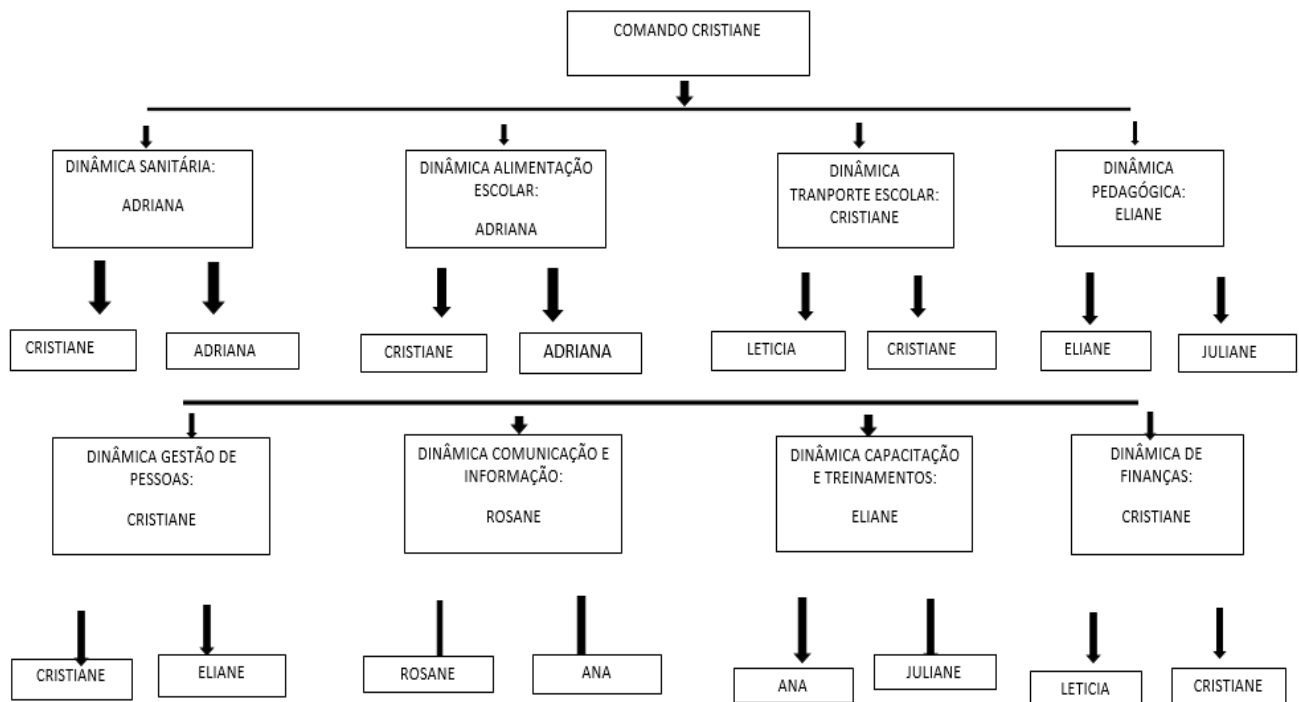 COMANDO CRISTIANE
DINÂMICA SANITÁRIA:
ADRIANA
DINÂMICA ALIMENTAÇÃO
ESCOLAR:
ADRIANA
DINÂMICA
TRANPORTE ESCOLAR:
CRISTIANE
DINÂMICA
PEDAGÓGICA:
ELIANE
CRISTIANE
ADRIANA
CRISTIANE
ADRIANA
LETICIA
CRISTIANE
ELIANE
JULIANE
DINÂMICA GESTÃO DE
PESSOAS:
CRISTIANE
DINÂMICA COMUNICAÇÃO E
INFORMAÇÃO:
ROSANE
DINÂMICA CAPACITAÇÃO
E TREINAMENTOS:
ELIANE
DINÂMICA DE
FINANÇAS:
CRISTIANE
CRISTIANE
ELIANE
ROSANE
ANA
ANA
JULIANE
LETICIA
CRISTIANE